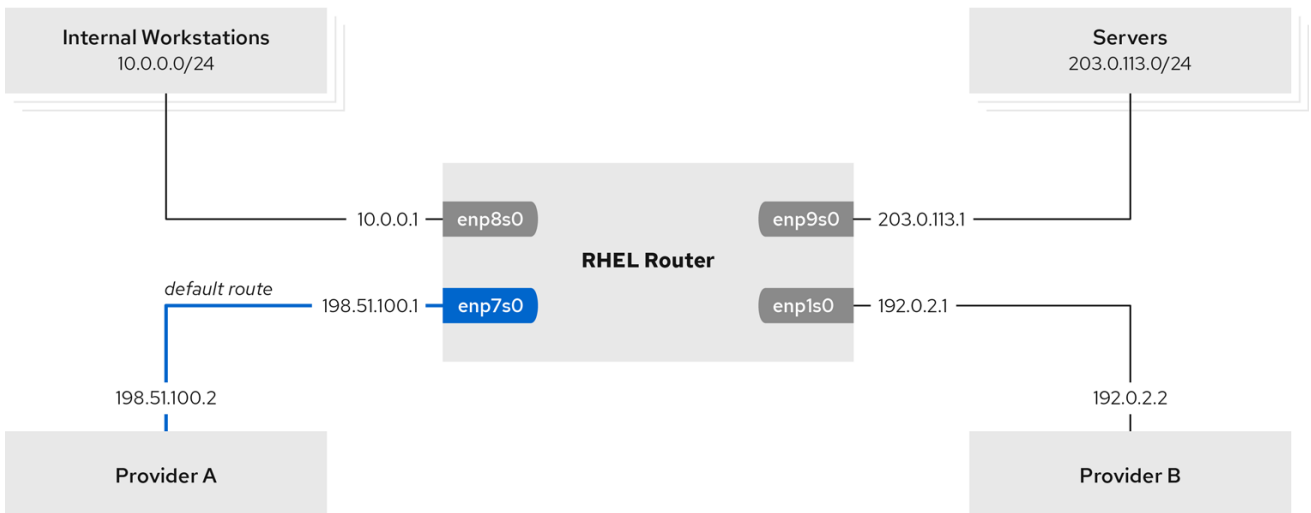 Internal Workstations
10.0.0.0/24
Servers
203.0.113.0/24
10.0.0.1
enp8s0
enp9s0
203.0.113.1
RHEL Router
default route
198.51.100.1
enp7s0
enp1s0
192.0.2.1
198.51.100.2
192.0.2.2
Provider A
Provider B